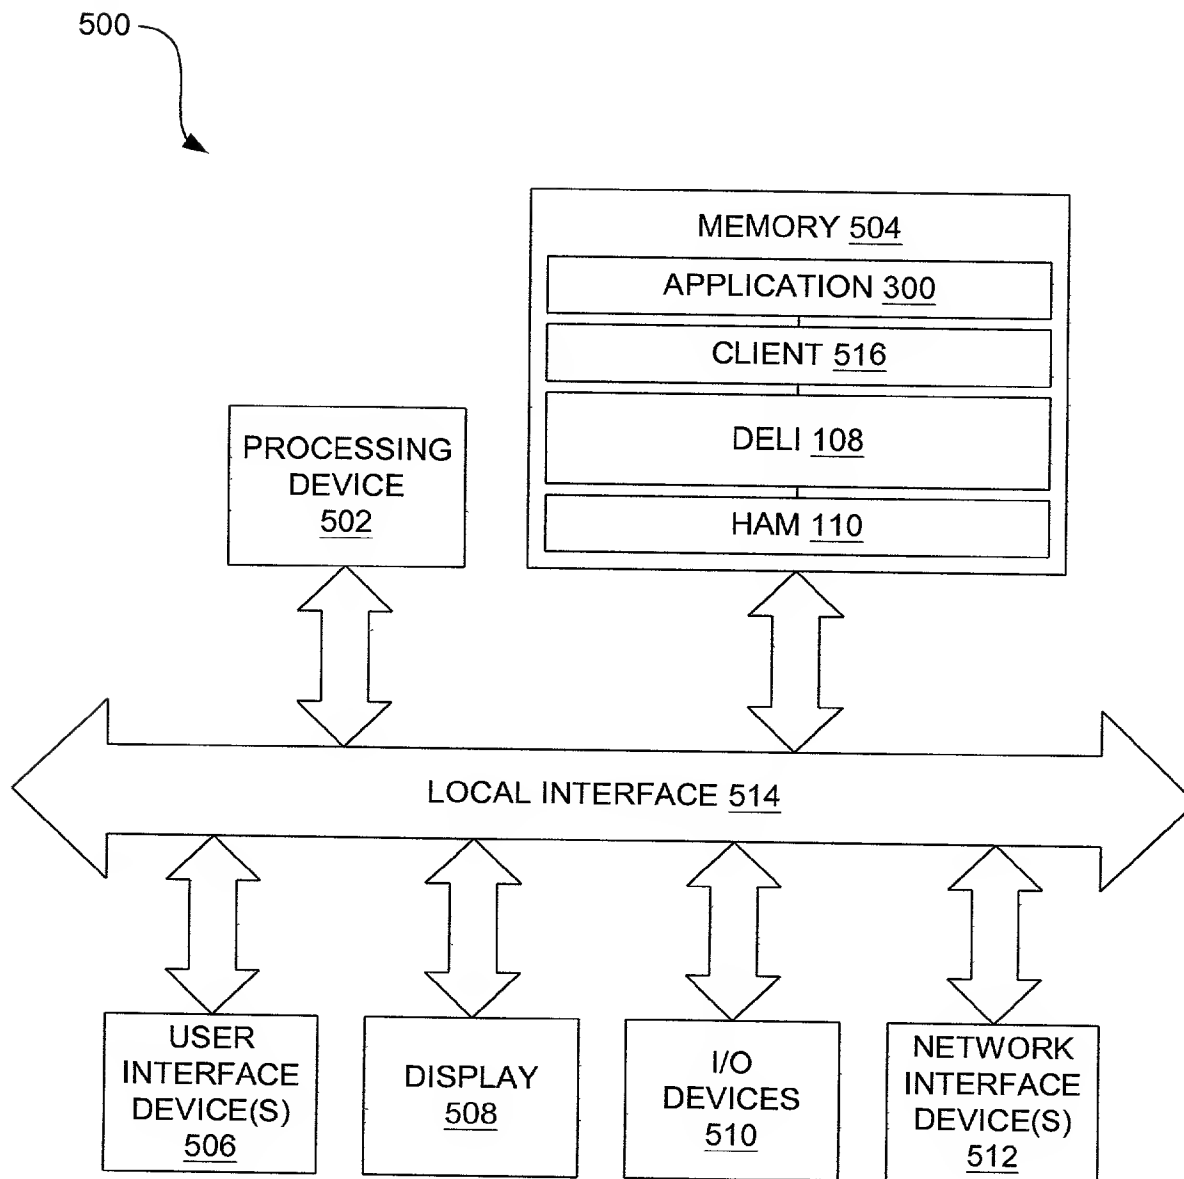 500
MEMORY 504
APPLICATION 300
CLIENT 516
DELI 108
HAM 110
PROCESSING
DEVICE
502
LOCAL INTERFACE 514
USER
INTERFACE
DEVICE(S)
506
DISPLAY
508
I/O
DEVICES
510
NETWORK
INTERFACE
DEVICE(S)
512